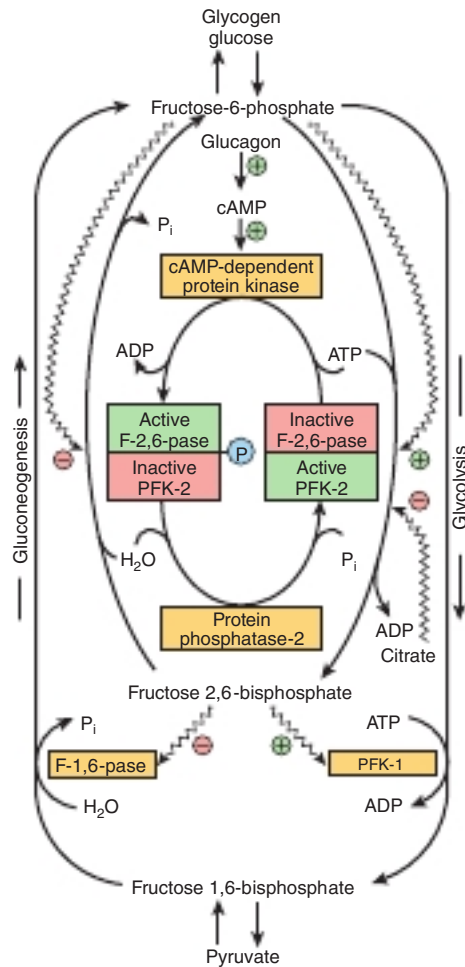 Glycogen
glucose
Fructose-6-phosphate
Glucagon
+
cAMP
+
Pi
cAMP-dependent
protein kinase
ADP
ATP
Active
F-2,6-pase
Inactive
PFK-2
P
Inactive
F-2,6-pase
Active
PFK-2
−
+
−
Gluconeogenesis
Glycolysis
H2O
Pi
Protein
phosphatase-2
ADP
Citrate
Fructose 2,6-bisphosphate
Pi
−
+
ATP
F-1,6-pase
PFK-1
H2O
ADP
Fructose 1,6-bisphosphate
Pyruvate